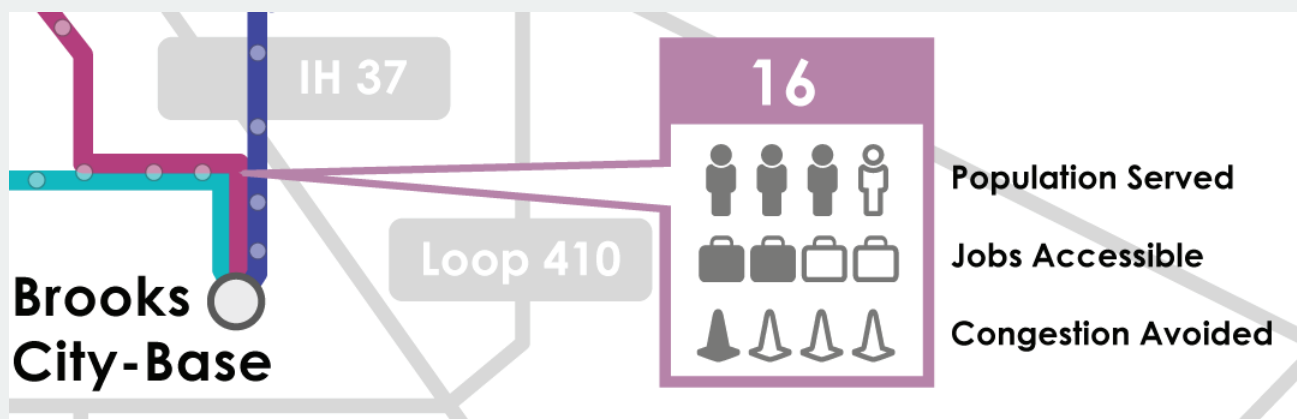 IH 37
16
Population Served
Loop 410
Jobs Accessible
Brooks
City-Base
Congestion Avoided